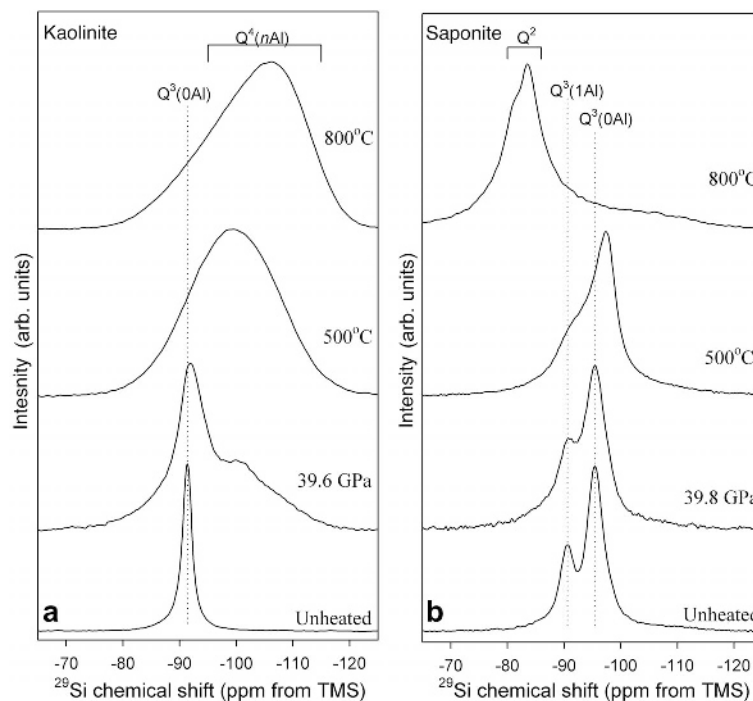 Kaolinite
Q⁴(nAl)
Q³(0Al)
800°C
500°C
39.6 GPa
Unheated
a
Intesnity (arb. units)
-70 -80 -90 -100 -110 -120
²⁹Si chemical shift (ppm from TMS)
Saponite
Q²
Q³(1Al)
Q³(0Al)
800°C
500°C
39.8 GPa
Unheated
b
Intensity (arb. units)
-70 -80 -90 -100 -110 -120
²⁹Si chemical shift (ppm from TMS)